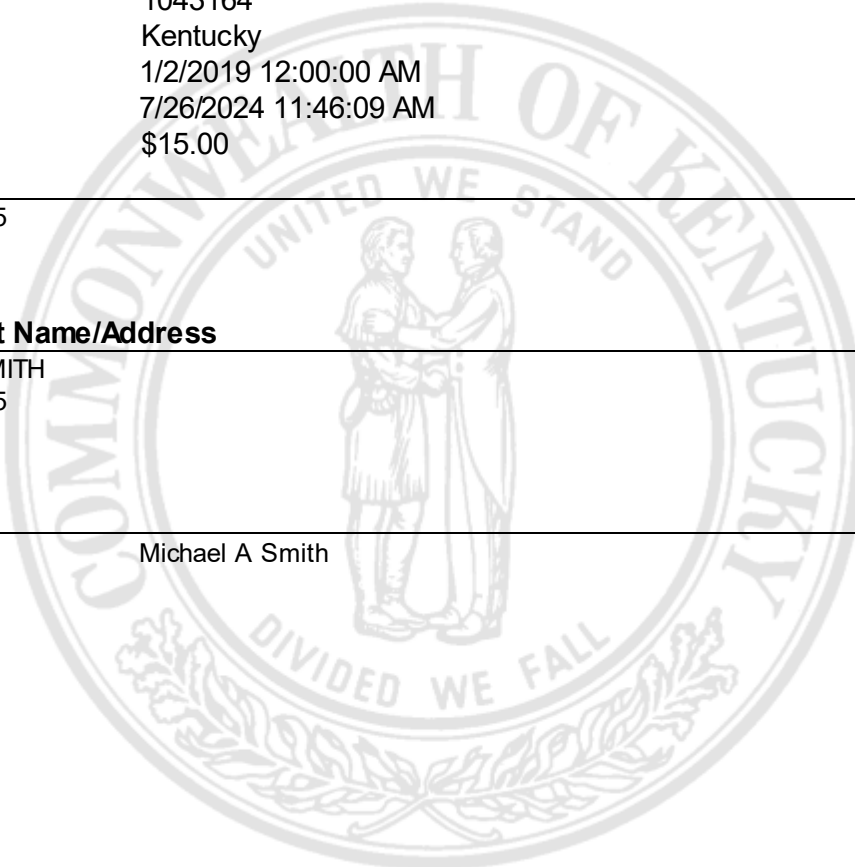 1043164
Kentucky
1/2/2019 12:00:00 AM
7/26/2024 11:46:09 AM
$15.00
5
t Name/Address
MITH
5
Michael A Smith
COMMONWEALTH OF KENTUCKY
UNITED WE STAND
DIVIDED WE FALL